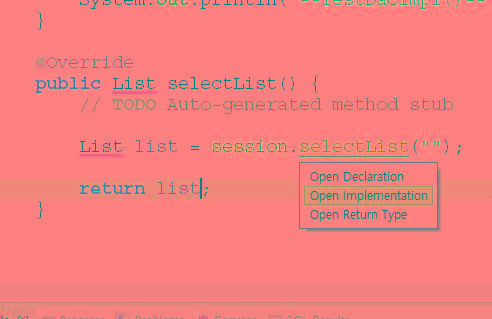 System.out.println("--TestDaoImpl()--
}
@Override
public List selectList() {
// TODO Auto-generated method stub
List list = session.selectList("");
Open Declaration
return list;
Open Implementation
Open Return Type
}
Problems